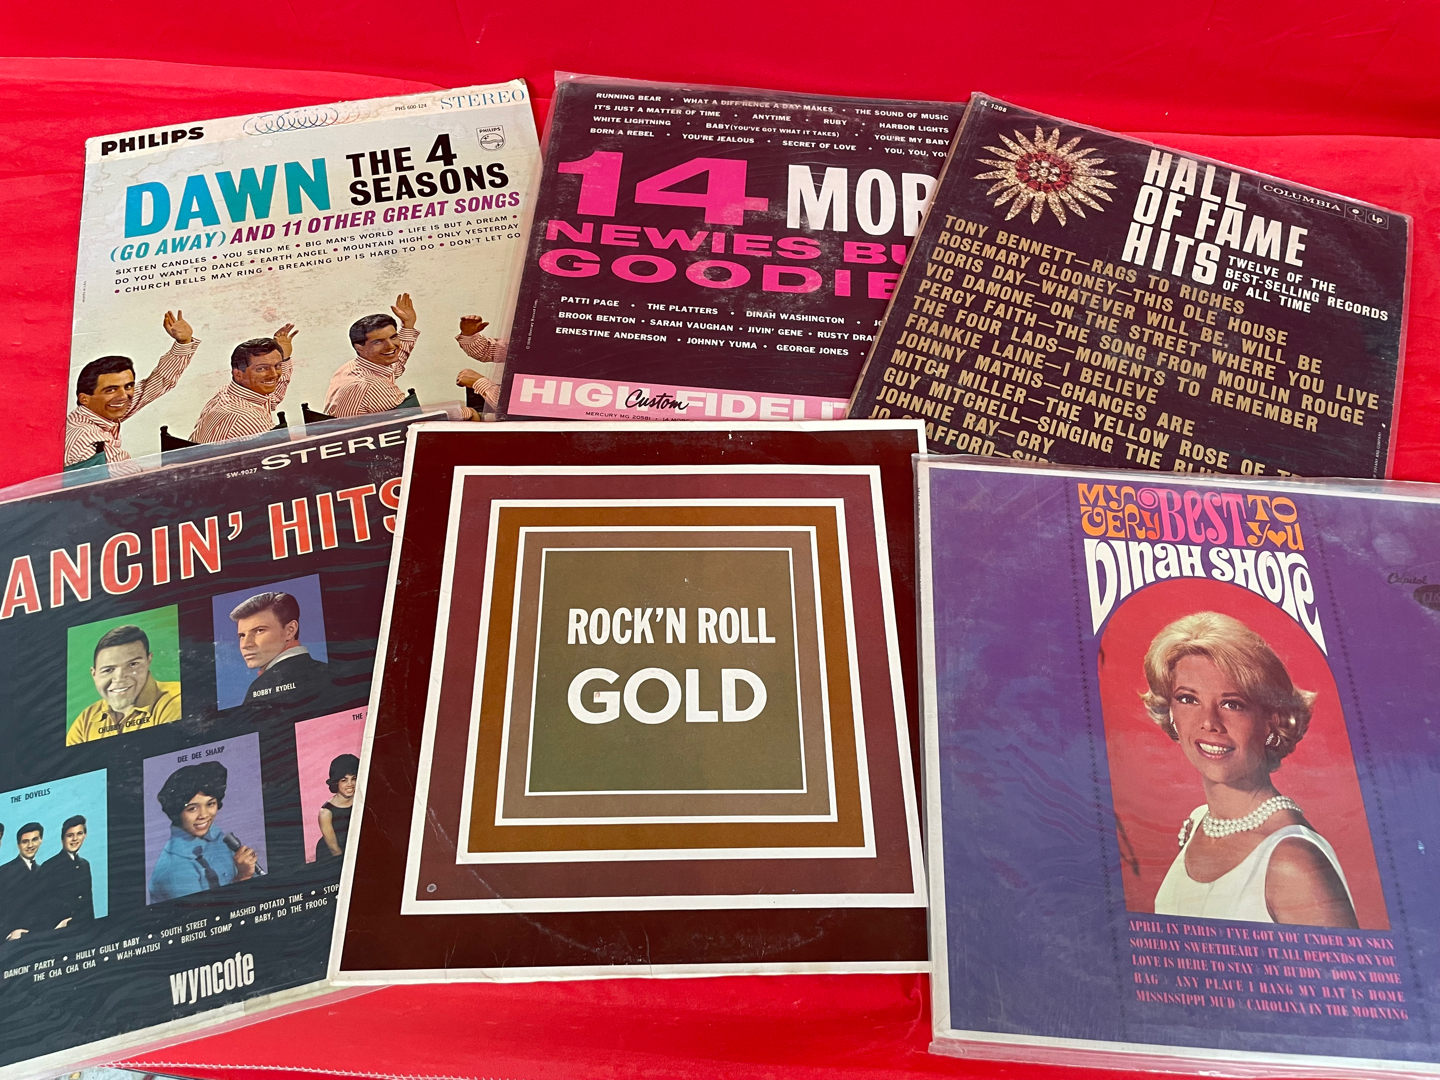 PHILIPS
PHS 600-124 STEREO
PHILIPS
DAWN THE 4 SEASONS
(GO AWAY) AND 11 OTHER GREAT SONGS
SIXTEEN CANDLES • YOU SEND ME • BIG MAN'S WORLD • LIFE IS BUT A DREAM •
DO YOU WANT TO DANCE • EARTH ANGEL • MOUNTAIN HIGH • ONLY YESTERDAY
• CHURCH BELLS MAY RING • BREAKING UP IS HARD TO DO • DON'T LET GO
RUNNING BEAR • WHAT A DIFF'RENCE A DAY MAKES • THE SOUND OF MUSIC
IT'S JUST A MATTER OF TIME • ANYTIME • RUBY • HARBOR LIGHTS
WHITE LIGHTNING • BABY (YOU'VE GOT WHAT IT TAKES) • YOU'RE MY BABY
BORN A REBEL • YOU'RE JEALOUS • SECRET OF LOVE • YOU, YOU, YOU
14 MOR
NEWIES BU
GOODIE
PATTI PAGE • THE PLATTERS • DINAH WASHINGTON •
BROOK BENTON • SARAH VAUGHAN • JIVIN' GENE • RUSTY DRA
ERNESTINE ANDERSON • JOHNNY YUMA • GEORGE JONES •
HIGH FIDELIT
Custom
MERCURY MG 20581 • 14 MOR
CL 1308
HALL
OF FAME
HITS
COLUMBIA Lp
TWELVE OF THE
BEST-SELLING RECORDS
OF ALL TIME
TONY BENNETT—RAGS TO RICHES
ROSEMARY CLOONEY—THIS OLE HOUSE
DORIS DAY—WHATEVER WILL BE, WILL BE
VIC DAMONE—ON THE STREET WHERE YOU LIVE
PERCY FAITH—THE SONG FROM MOULIN ROUGE
THE FOUR LADS—MOMENTS TO REMEMBER
FRANKIE LAINE—I BELIEVE
JOHNNY MATHIS—CHANCES ARE
MITCH MILLER—THE YELLOW ROSE OF
GUY MITCHELL—SINGING THE BLU
JOHNNIE RAY—CRY
JO STAFFORD—
SW-9027 STEREO
ANCIN' HITS
CHUBBY CHECKER
BOBBY RYDELL
THE DOVELLS
DEE DEE SHARP
THE
DANCIN' PARTY • HULLY GULLY BABY • SOUTH STREET • MASHED POTATO TIME • STOP
THE CHA CHA CHA • WAH-WATUSI • BRISTOL STOMP • BABY, DO THE FROOG •
wyncote
ROCK'N ROLL
GOLD
MY VERY BEST TO YOU
DINAH SHORE
Capitol
APRIL IN PARIS I'VE GOT YOU UNDER MY SKIN
SOMEDAY SWEETHEART IT ALL DEPENDS ON YOU
LOVE IS HERE TO STAY MY BUDDY DOWN HOME
RAG ANY PLACE I HANG MY HAT IS HOME
MISSISSIPPI MUD CAROLINA IN THE MORNING